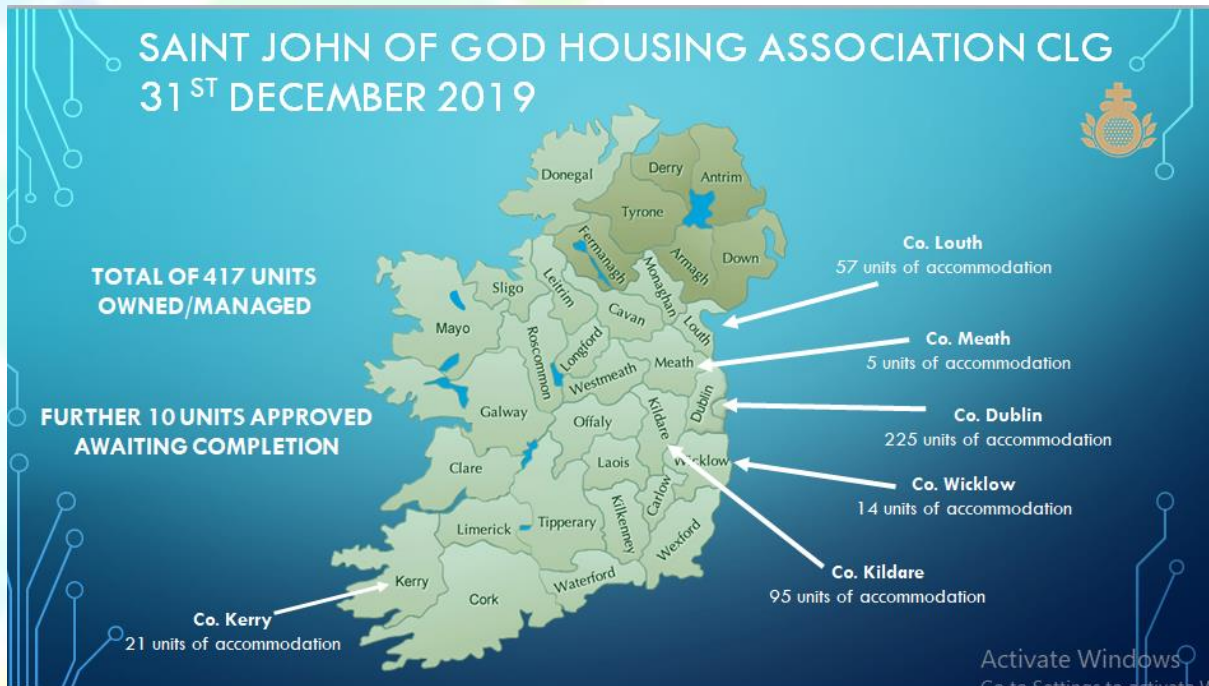 SAINT JOHN OF GOD HOUSING ASSOCIATION CLG
31ST DECEMBER 2019
TOTAL OF 417 UNITS
OWNED/MANAGED
FURTHER 10 UNITS APPROVED
AWAITING COMPLETION
Donegal
Derry
Antrim
Tyrone
Fermanagh
Armagh
Down
Monaghan
Sligo
Leitrim
Cavan
Louth
Mayo
Roscommon
Longford
Meath
Westmeath
Dublin
Galway
Offaly
Kildare
Laois
Wicklow
Clare
Carlow
Limerick
Tipperary
Kilkenny
Wexford
Waterford
Kerry
Cork
Co. Louth
57 units of accommodation
Co. Meath
5 units of accommodation
Co. Dublin
225 units of accommodation
Co. Wicklow
14 units of accommodation
Co. Kildare
95 units of accommodation
Co. Kerry
21 units of accommodation
Activate Windows